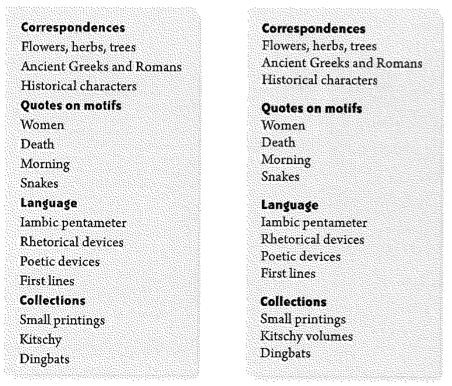 Correspondences
Flowers, herbs, trees
Ancient Greeks and Romans
Historical characters
Quotes on motifs
Women
Death
Morning
Snakes
Language
Iambic pentameter
Rhetorical devices
Poetic devices
First lines
Collections
Small printings
Kitschy
Dingbats
Correspondences
Flowers, herbs, trees
Ancient Greeks and Romans
Historical characters
Quotes on motifs
Women
Death
Morning
Snakes
Language
Iambic pentameter
Rhetorical devices
Poetic devices
First lines
Collections
Small printings
Kitschy volumes
Dingbats